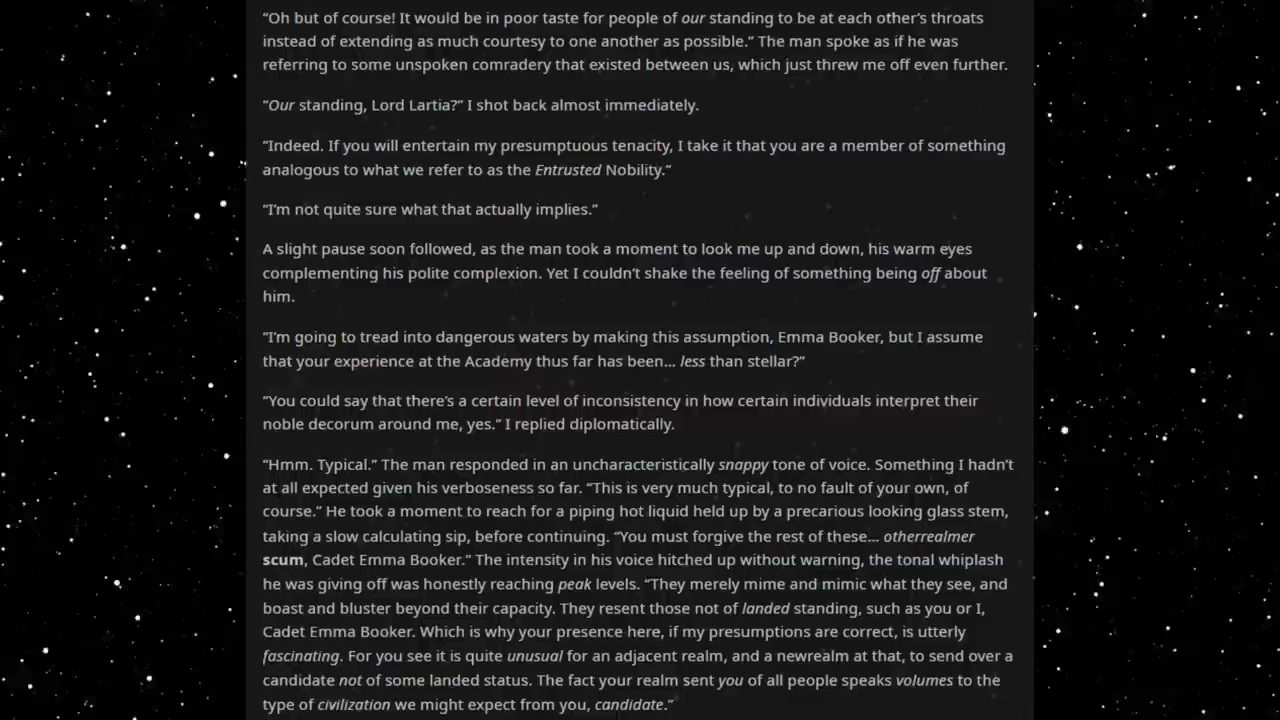 “Oh but of course! It would be in poor taste for people of our standing to be at each other’s throats
instead of extending as much courtesy to one another as possible.” The man spoke as if he was
referring to some unspoken comradery that existed between us, which just threw me off even further.
“Our standing, Lord Lartia?” I shot back almost immediately.
“Indeed. If you will entertain my presumptuous tenacity, I take it that you are a member of something
analogous to what we refer to as the Entrusted Nobility.”
“I’m not quite sure what that actually implies.”
A slight pause soon followed, as the man took a moment to look me up and down, his warm eyes
complementing his polite complexion. Yet I couldn’t shake the feeling of something being off about
him.
“I’m going to tread into dangerous waters by making this assumption, Emma Booker, but I assume
that your experience at the Academy thus far has been… less than stellar?”
“You could say that there’s a certain level of inconsistency in how certain individuals interpret their
noble decorum around me, yes.” I replied diplomatically.
“Hmm. Typical.” The man responded in an uncharacteristically snappy tone of voice. Something I hadn’t
at all expected given his verboseness so far. “This is very much typical, to no fault of your own, of
course.” He took a moment to reach for a piping hot liquid held up by a precarious looking glass stem,
taking a slow calculating sip, before continuing. “You must forgive the rest of these… otherrealmer
scum, Cadet Emma Booker.” The intensity in his voice hitched up without warning, the tonal whiplash
he was giving off was honestly reaching peak levels. “They merely mime and mimic what they see, and
boast and bluster beyond their capacity. They resent those not of landed standing, such as you or I,
Cadet Emma Booker. Which is why your presence here, if my presumptions are correct, is utterly
fascinating. For you see it is quite unusual for an adjacent realm, and a newrealm at that, to send over a
candidate not of some landed status. The fact your realm sent you of all people speaks volumes to the
type of civilization we might expect from you, candidate.”